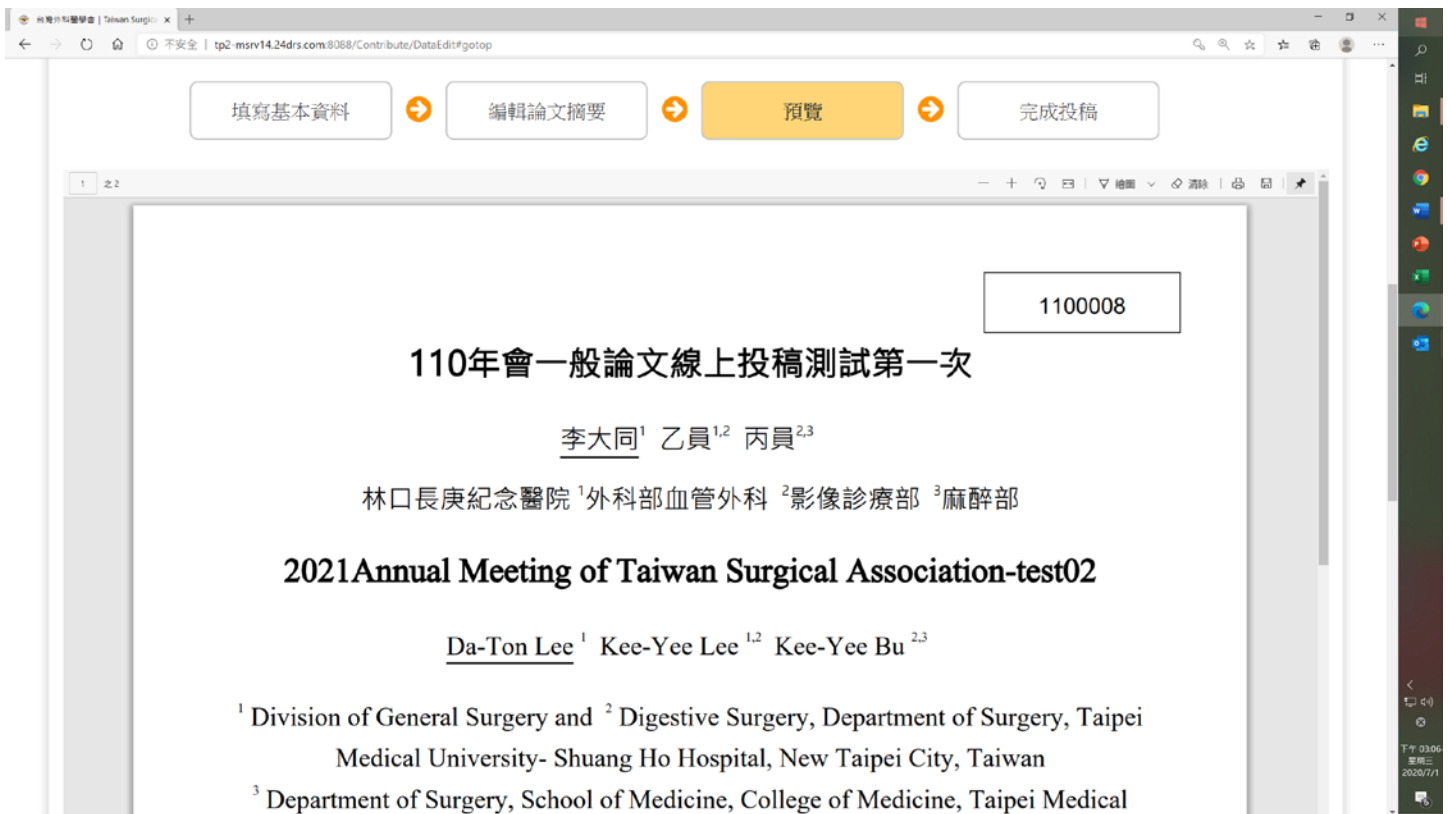 台灣外科醫學會 | Taiwan Surgic
不安全 | tp2-msrv14.24drs.com:8088/Contribute/DataEdit#gotop
填寫基本資料 編輯論文摘要 預覽 完成投稿
1 之 2 繪圖 清除
1100008
110年會一般論文線上投稿測試第一次
李大同1 乙員1,2 丙員2,3
林口長庚紀念醫院 1外科部血管外科 2影像診療部 3麻醉部
2021Annual Meeting of Taiwan Surgical Association-test02
Da-Ton Lee 1 Kee-Yee Lee 1,2 Kee-Yee Bu 2,3
1 Division of General Surgery and 2 Digestive Surgery, Department of Surgery, Taipei
Medical University- Shuang Ho Hospital, New Taipei City, Taiwan
3 Department of Surgery, School of Medicine, College of Medicine, Taipei Medical
下午 03:06
星期三
2020/7/1